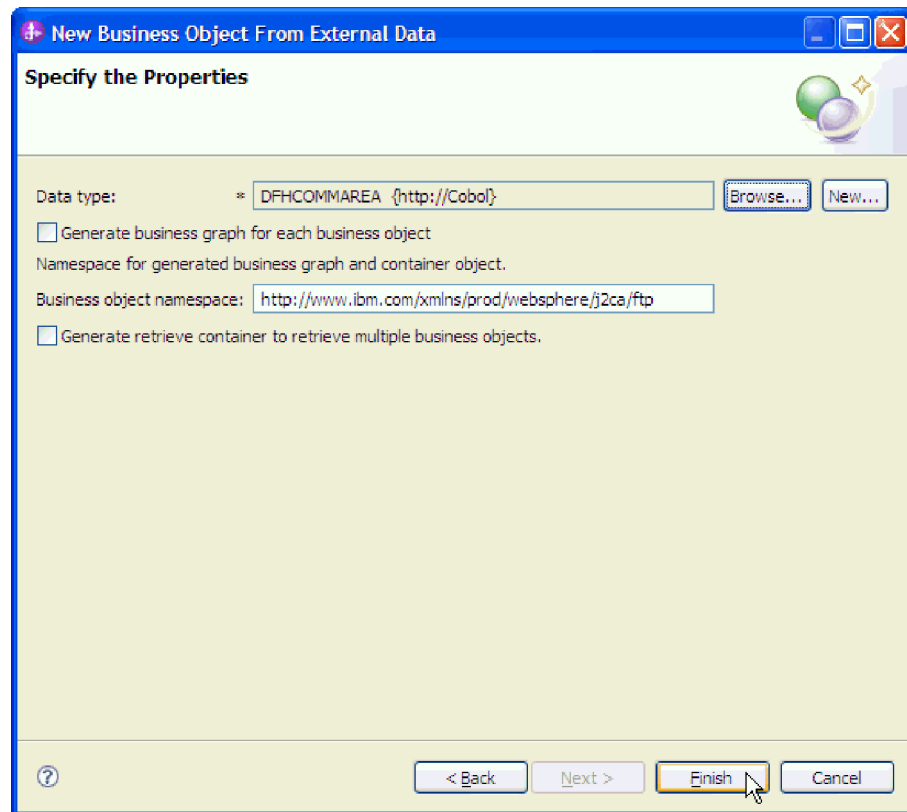 New Business Object From External Data
Specify the Properties
Data type: * DFHCOMMAREA {http://Cobol} Browse... New...
Generate business graph for each business object
Namespace for generated business graph and container object.
Business object namespace: http://www.ibm.com/xmlns/prod/websphere/j2ca/ftp
Generate retrieve container to retrieve multiple business objects.
? < Back Next > Finish Cancel